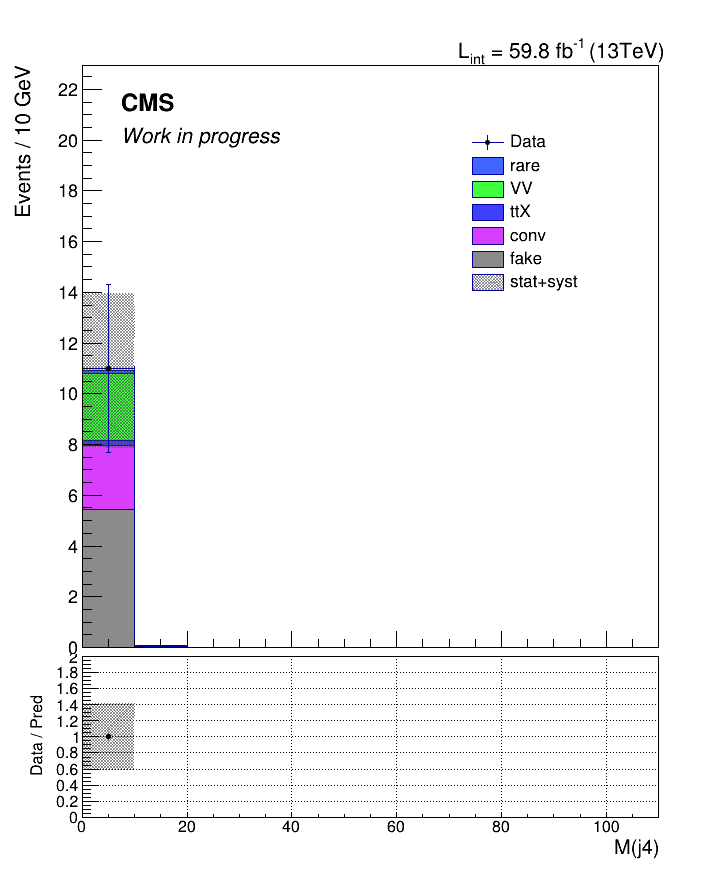 L_int = 59.8 fb^-1 (13TeV)
Events / 10 GeV
CMS
Work in progress
22
20
18
16
14
12
10
8
6
4
2
0
Data
rare
VV
ttX
conv
fake
stat+syst
Data / Pred
2
1.8
1.6
1.4
1.2
1
0.8
0.6
0.4
0.2
0
0 20 40 60 80 100
M(j4)